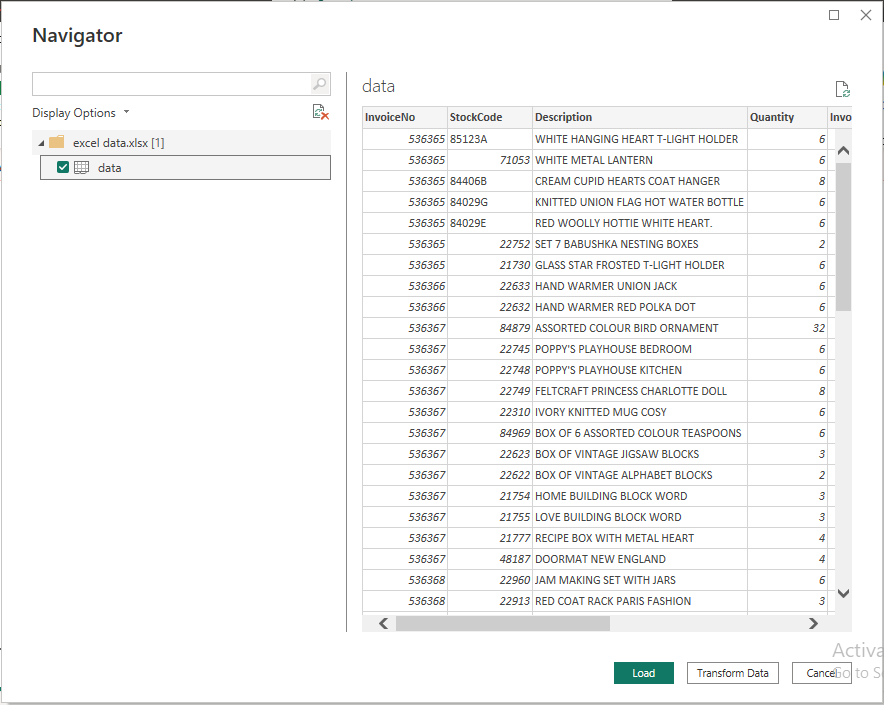 Navigator
Display Options
excel data.xlsx [1]
data
data
InvoiceNo StockCode Description Quantity Invo
536365 85123A WHITE HANGING HEART T-LIGHT HOLDER 6
536365 71053 WHITE METAL LANTERN 6
536365 84406B CREAM CUPID HEARTS COAT HANGER 8
536365 84029G KNITTED UNION FLAG HOT WATER BOTTLE 6
536365 84029E RED WOOLLY HOTTIE WHITE HEART. 6
536365 22752 SET 7 BABUSHKA NESTING BOXES 2
536365 21730 GLASS STAR FROSTED T-LIGHT HOLDER 6
536366 22633 HAND WARMER UNION JACK 6
536366 22632 HAND WARMER RED POLKA DOT 6
536367 84879 ASSORTED COLOUR BIRD ORNAMENT 32
536367 22745 POPPY'S PLAYHOUSE BEDROOM 6
536367 22748 POPPY'S PLAYHOUSE KITCHEN 6
536367 22749 FELTCRAFT PRINCESS CHARLOTTE DOLL 8
536367 22310 IVORY KNITTED MUG COSY 6
536367 84969 BOX OF 6 ASSORTED COLOUR TEASPOONS 6
536367 22623 BOX OF VINTAGE JIGSAW BLOCKS 3
536367 22622 BOX OF VINTAGE ALPHABET BLOCKS 2
536367 21754 HOME BUILDING BLOCK WORD 3
536367 21755 LOVE BUILDING BLOCK WORD 3
536367 21777 RECIPE BOX WITH METAL HEART 4
536367 48187 DOORMAT NEW ENGLAND 4
536368 22960 JAM MAKING SET WITH JARS 6
536368 22913 RED COAT RACK PARIS FASHION 3
Activa
Load Transform Data Cancel Go to S